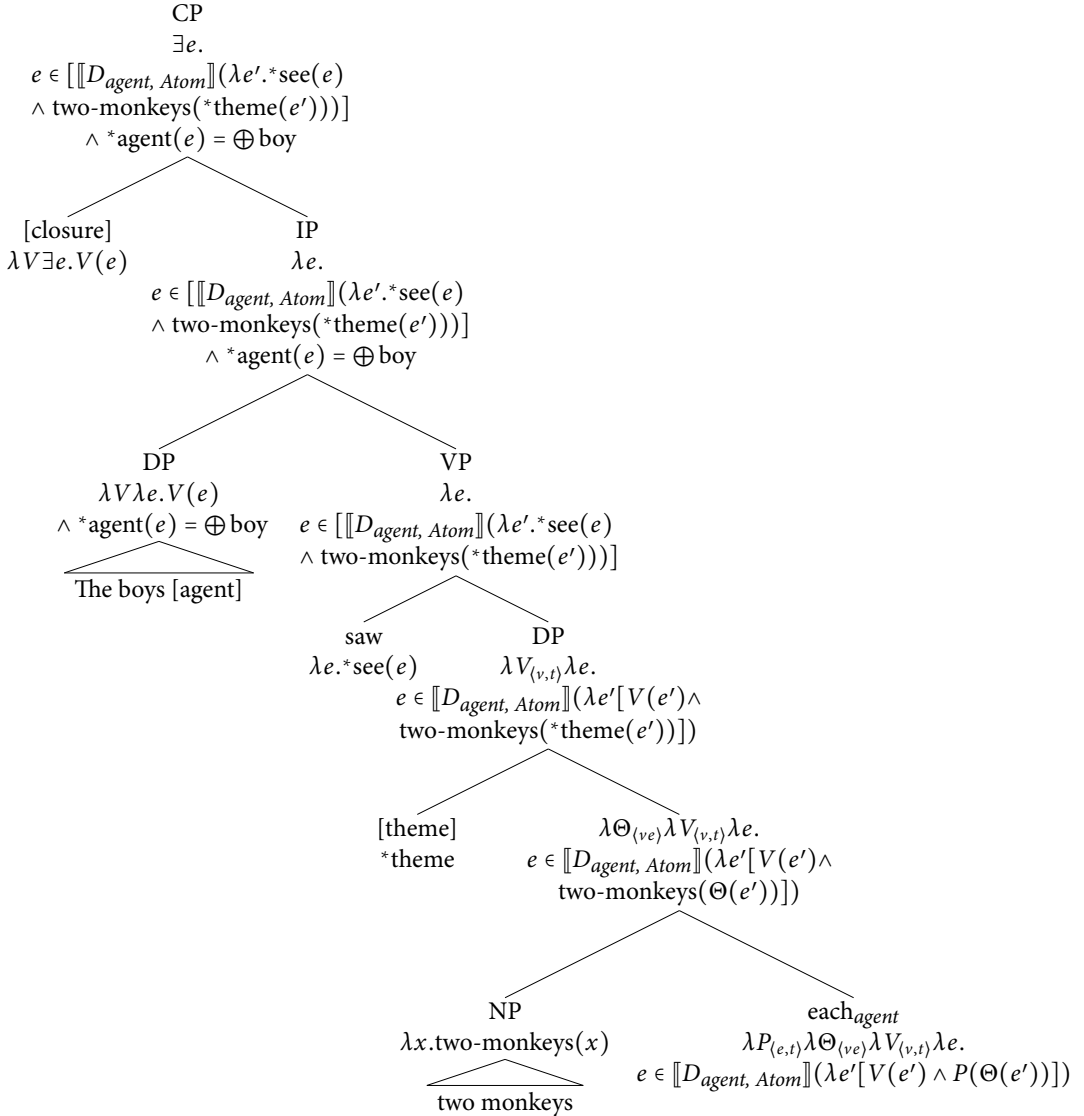 CP
∃e.
e ∈ [⟦D_agent, Atom⟧(λe′.*see(e)
∧ two-monkeys(*theme(e′)))]
∧ *agent(e) = ⊕ boy
[closure]
λV∃e.V(e)
IP
λe.
e ∈ [⟦D_agent, Atom⟧(λe′.*see(e)
∧ two-monkeys(*theme(e′)))]
∧ *agent(e) = ⊕ boy
DP
λVλe.V(e)
∧ *agent(e) = ⊕ boy
The boys [agent]
VP
λe.
e ∈ [⟦D_agent, Atom⟧(λe′.*see(e)
∧ two-monkeys(*theme(e′)))]
saw
λe.*see(e)
DP
λV⟨v,t⟩λe.
e ∈ ⟦D_agent, Atom⟧(λe′[V(e′)∧
two-monkeys(*theme(e′))])
[theme]
*theme
λΘ⟨ve⟩λV⟨v,t⟩λe.
e ∈ ⟦D_agent, Atom⟧(λe′[V(e′)∧
two-monkeys(Θ(e′))])
NP
λx.two-monkeys(x)
two monkeys
each_agent
λP⟨e,t⟩λΘ⟨ve⟩λV⟨v,t⟩λe.
e ∈ ⟦D_agent, Atom⟧(λe′[V(e′) ∧ P(Θ(e′))])